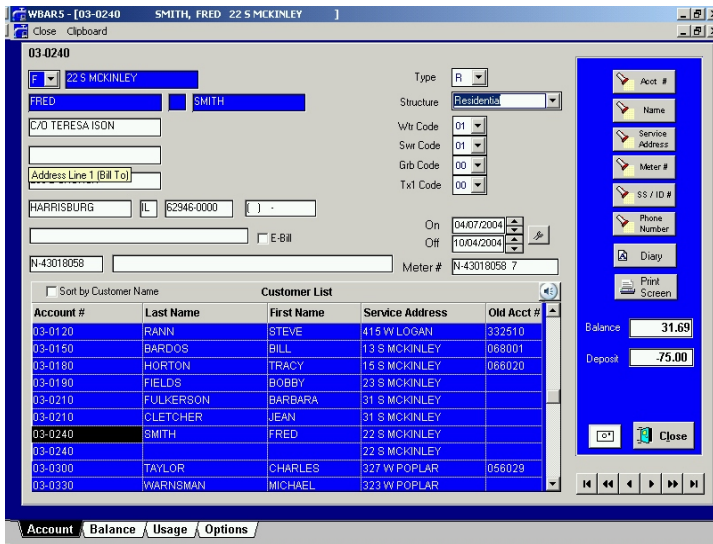 WBAR5 - [03-0240 SMITH, FRED 22 S MCKINLEY ]
Close Clipboard
03-0240
F 22 S MCKINLEY
FRED SMITH
C/O TERESA ISON
Address Line 1 (Bill To)
HARRISBURG IL 62946-0000 ( ) -
E-Bill
N-43018058
Type R
Structure Residential
Wtr Code 01
Swr Code 01
Grb Code 00
Tx1 Code 00
On 04/07/2004
Off 10/04/2004
Meter # N-43018058 7
Sort by Customer Name Customer List
Account # Last Name First Name Service Address Old Acct #
03-0120 RANN STEVE 415 W LOGAN 332510
03-0150 BARDOS BILL 13 S MCKINLEY 068001
03-0180 HORTON TRACY 15 S MCKINLEY 066020
03-0190 FIELDS BOBBY 23 S MCKINLEY
03-0210 FULKERSON BARBARA 31 S MCKINLEY
03-0210 CLETCHER JEAN 31 S MCKINLEY
03-0240 SMITH FRED 22 S MCKINLEY
03-0240 22 S MCKINLEY
03-0300 TAYLOR CHARLES 327 W POPLAR 056029
03-0330 WARNSMAN MICHAEL 323 W POPLAR
Acct #
Name
Service
Address
Meter #
SS / ID #
Phone
Number
Diary
Print
Screen
Balance 31.69
Deposit -75.00
Close
Account Balance Usage Options